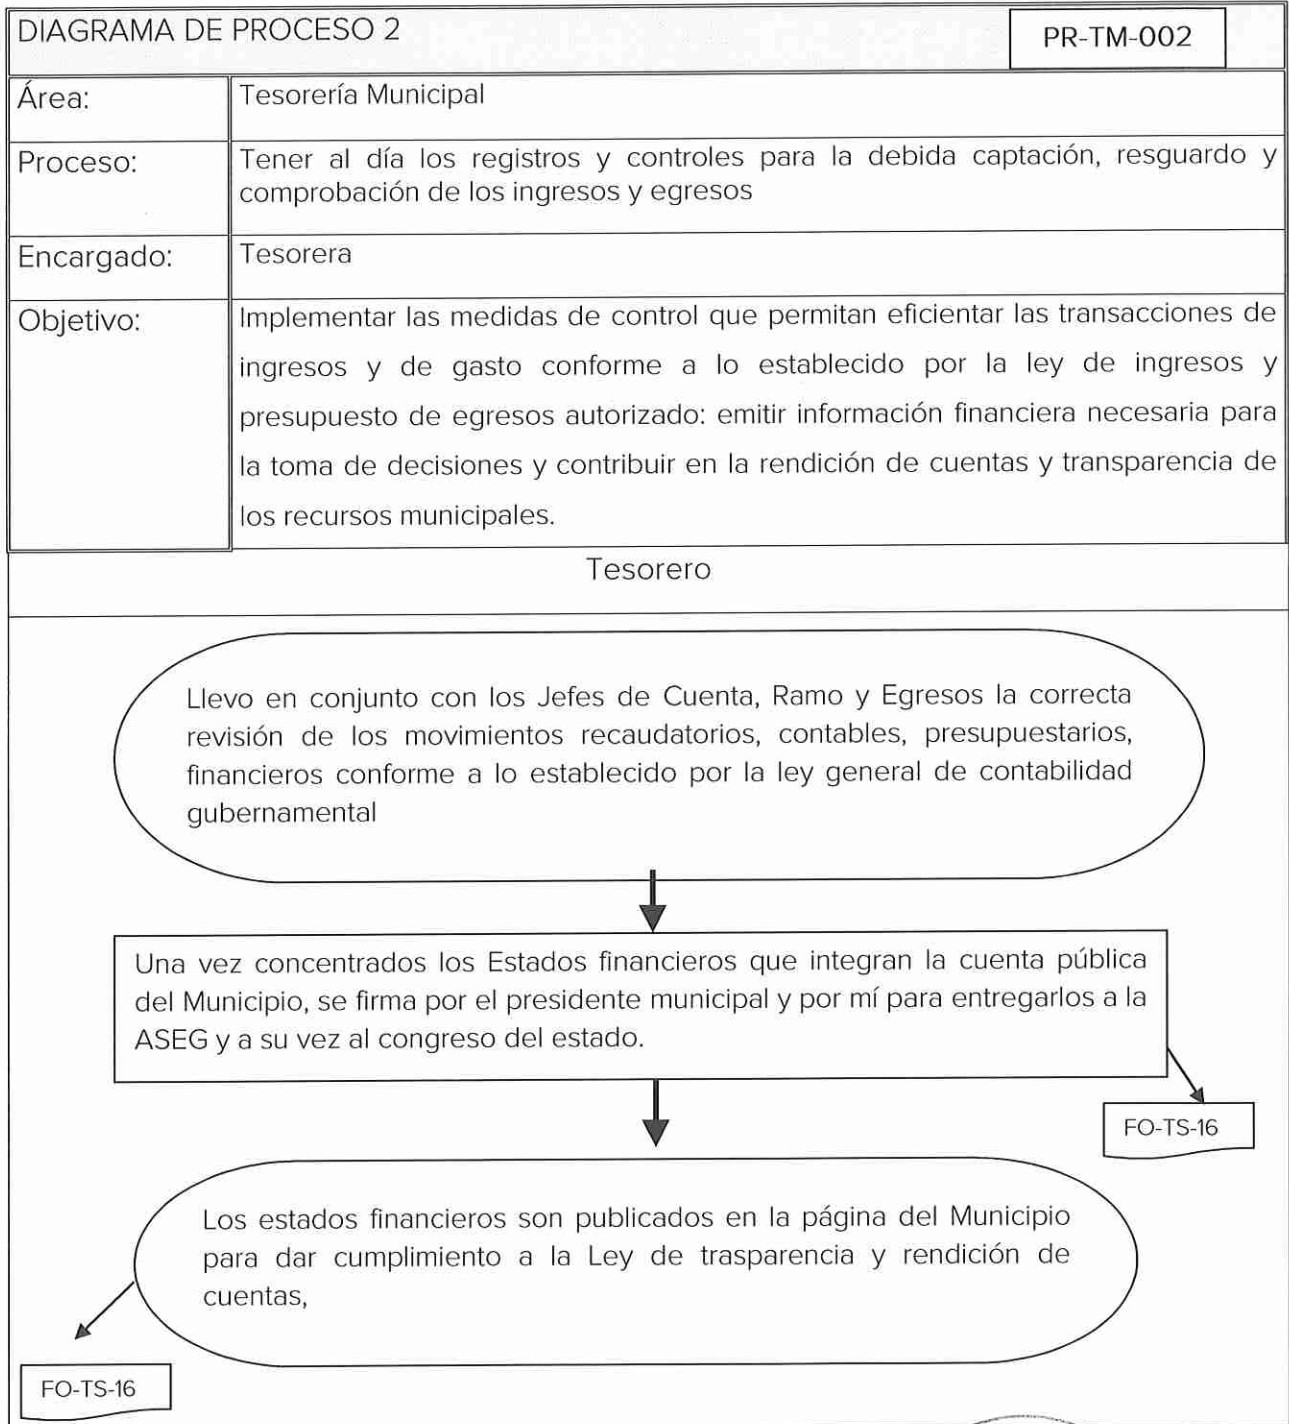 DIAGRAMA DE PROCESO 2
PR-TM-002
Área:
Tesorería Municipal
Proceso:
Tener al día los registros y controles para la debida captación, resguardo y
comprobación de los ingresos y egresos
Encargado:
Tesorera
Objetivo:
Implementar las medidas de control que permitan eficientar las transacciones de
ingresos y de gasto conforme a lo establecido por la ley de ingresos y
presupuesto de egresos autorizado: emitir información financiera necesaria para
la toma de decisiones y contribuir en la rendición de cuentas y transparencia de
los recursos municipales.
Tesorero
Llevo en conjunto con los Jefes de Cuenta, Ramo y Egresos la correcta
revisión de los movimientos recaudatorios, contables, presupuestarios,
financieros conforme a lo establecido por la ley general de contabilidad
gubernamental
Una vez concentrados los Estados financieros que integran la cuenta pública
del Municipio, se firma por el presidente municipal y por mí para entregarlos a la
ASEG y a su vez al congreso del estado.
FO-TS-16
Los estados financieros son publicados en la página del Municipio
para dar cumplimiento a la Ley de trasparencia y rendición de
cuentas,
FO-TS-16